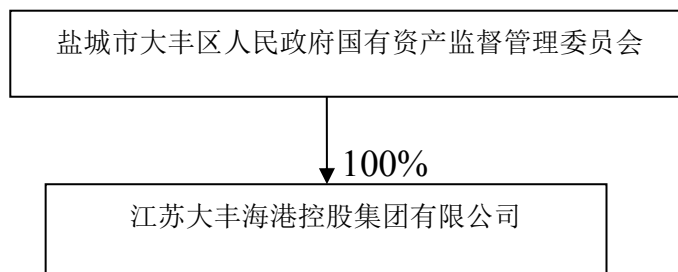 盐城市大丰区人民政府国有资产监督管理委员会
100%
江苏大丰海港控股集团有限公司